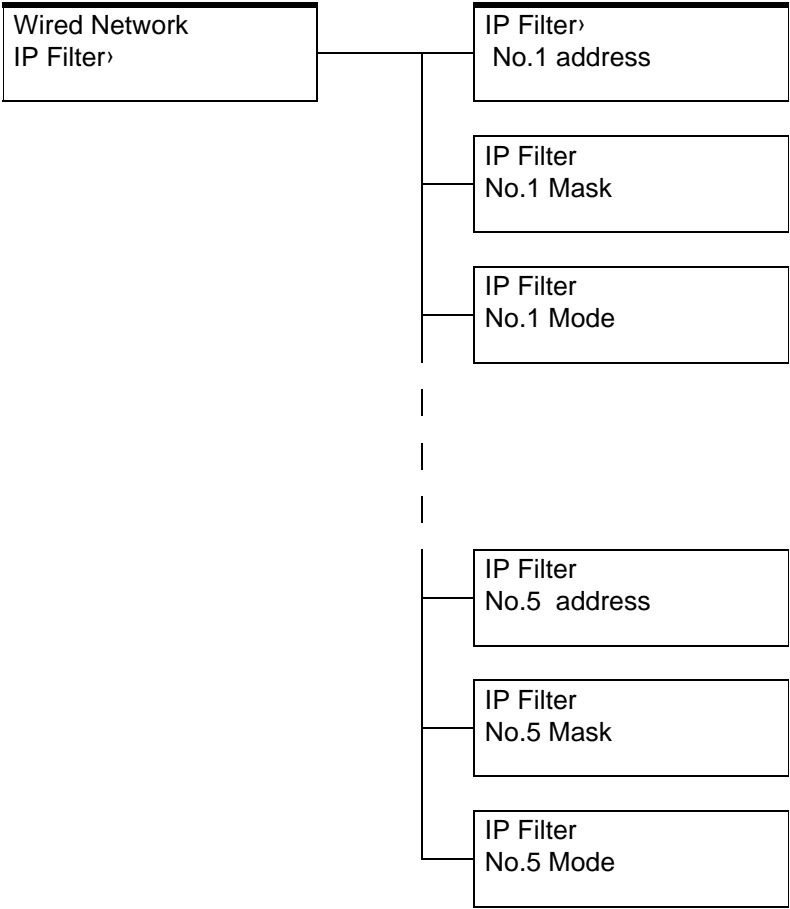 Wired Network
IP Filter›
IP Filter›
No.1 address
IP Filter
No.1 Mask
IP Filter
No.1 Mode
IP Filter
No.5  address
IP Filter
No.5 Mask
IP Filter
No.5 Mode